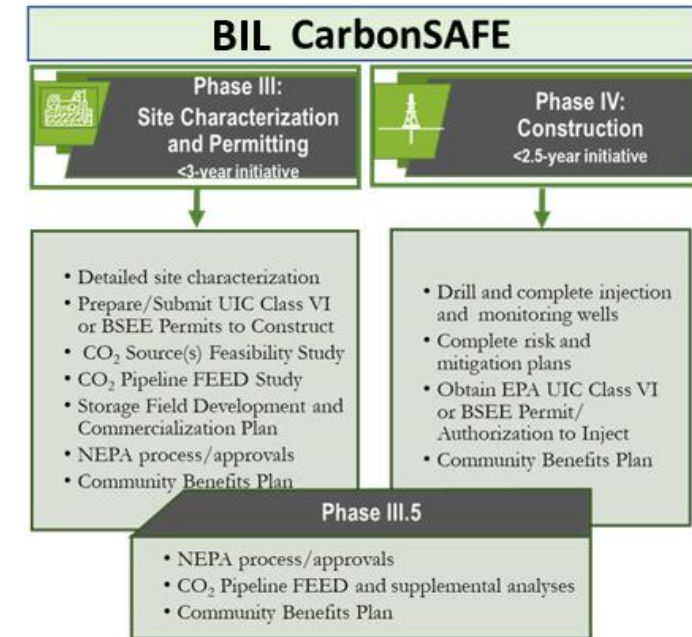 BIL CarbonSAFE
Phase III:
Site Characterization
and Permitting
<3-year initiative
• Detailed site characterization
• Prepare/Submit UIC Class VI
or BSEE Permits to Construct
• CO₂ Source(s) Feasibility Study
• CO₂ Pipeline FEED Study
• Storage Field Development and
Commercialization Plan
• NEPA process/approvals
• Community Benefits Plan
Phase IV:
Construction
<2.5-year initiative
• Drill and complete injection
and monitoring wells
• Complete risk and
mitigation plans
• Obtain EPA UIC Class VI
or BSEE Permit/
Authorization to Inject
• Community Benefits Plan
Phase III.5
• NEPA process/approvals
• CO₂ Pipeline FEED and supplemental analyses
• Community Benefits Plan